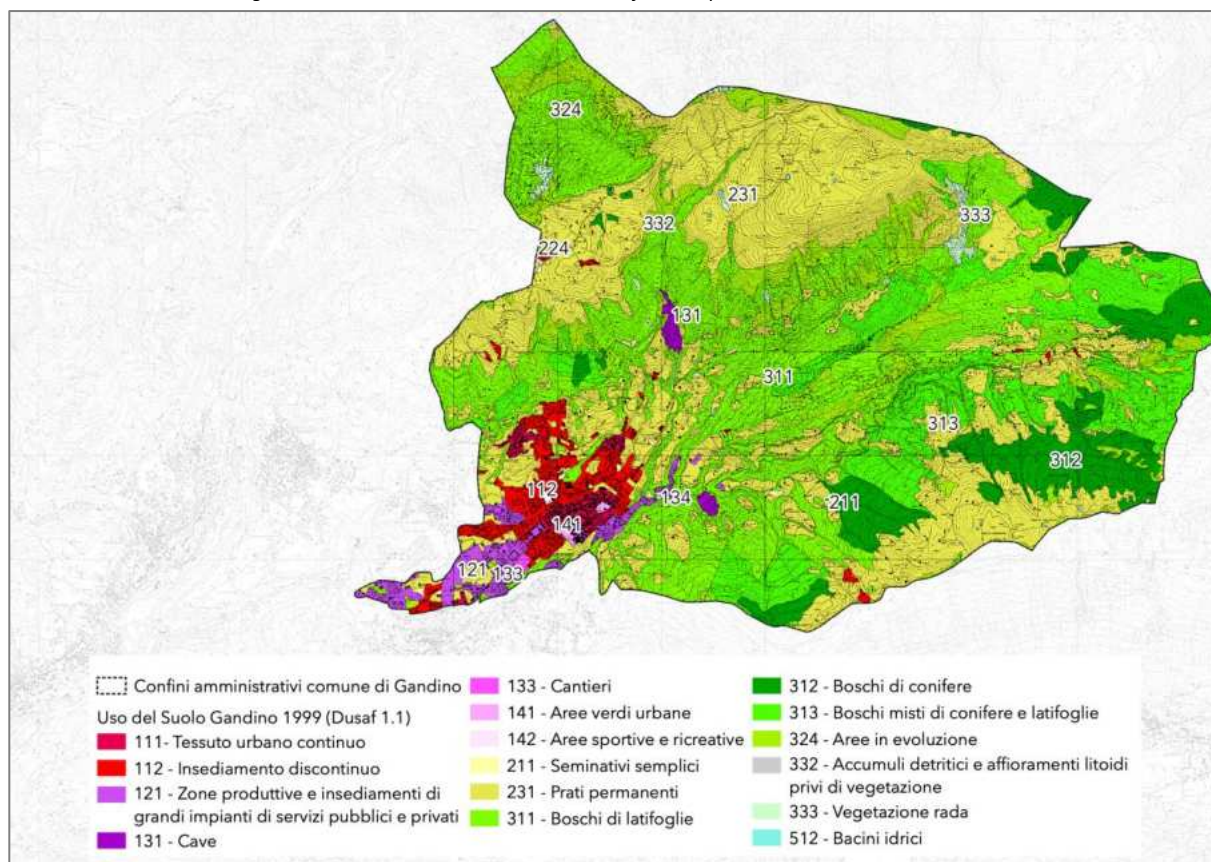 324
231
332
333
224
131
311
313
312
112
134
211
141
121
133
Confini amministrativi comune di Gandino
Uso del Suolo Gandino 1999 (Dusaf 1.1)
111- Tessuto urbano continuo
112 - Insediamento discontinuo
121 - Zone produttive e insediamenti di
grandi impianti di servizi pubblici e privati
131 - Cave
133 - Cantieri
141 - Aree verdi urbane
142 - Aree sportive e ricreative
211 - Seminativi semplici
231 - Prati permanenti
311 - Boschi di latifoglie
312 - Boschi di conifere
313 - Boschi misti di conifere e latifoglie
324 - Aree in evoluzione
332 - Accumuli detritici e affioramenti litoidi
privi di vegetazione
333 - Vegetazione rada
512 - Bacini idrici